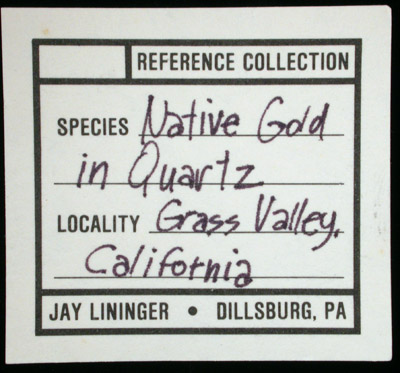 REFERENCE COLLECTION
SPECIES Native Gold
in Quartz
LOCALITY Grass Valley,
California
JAY LININGER • DILLSBURG, PA